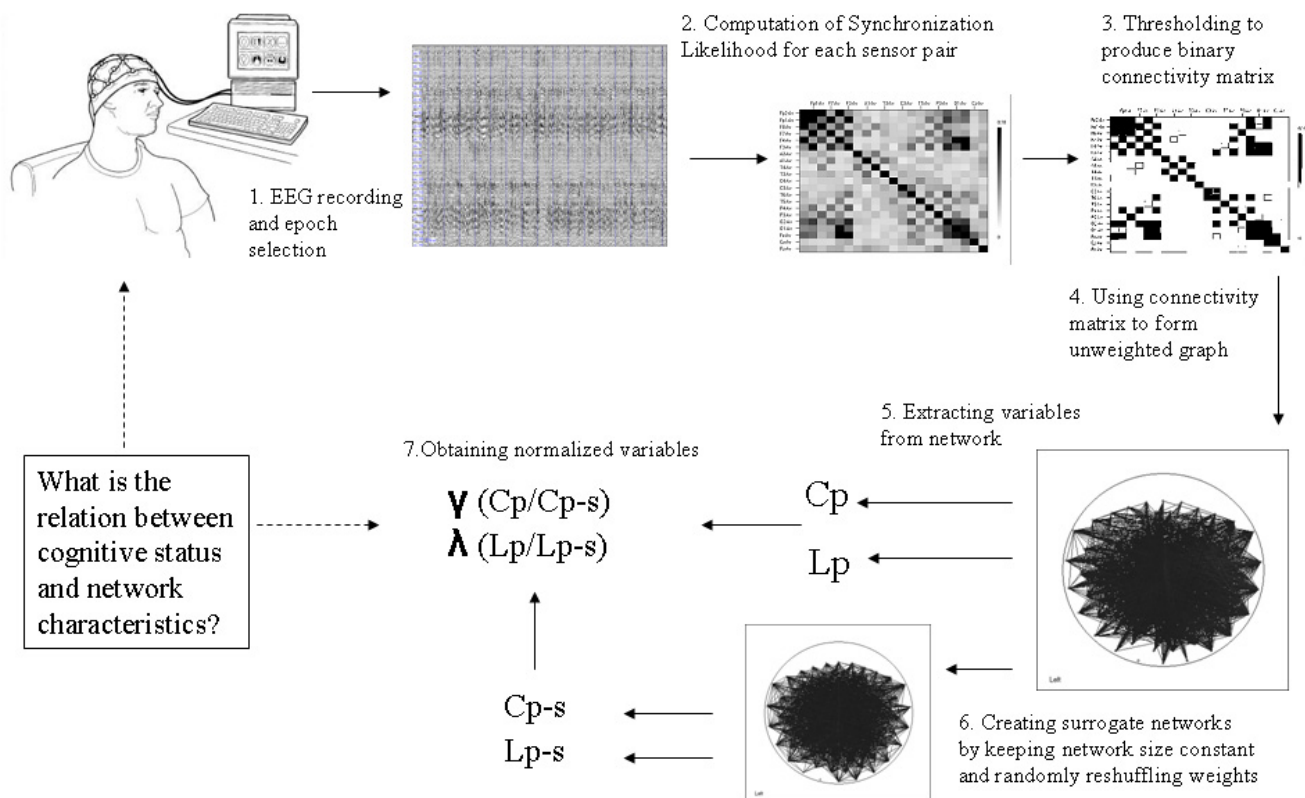 2. Computation of Synchronization
Likelihood for each sensor pair
3. Thresholding to
produce binary
connectivity matrix
1. EEG recording
and epoch
selection
4. Using connectivity
matrix to form
unweighted graph
5. Extracting variables
from network
7.Obtaining normalized variables
γ (Cp/Cp-s)
λ (Lp/Lp-s)
Cp
Lp
What is the
relation between
cognitive status
and network
characteristics?
Left
Cp-s
Lp-s
Left
6. Creating surrogate networks
by keeping network size constant
and randomly reshuffling weights